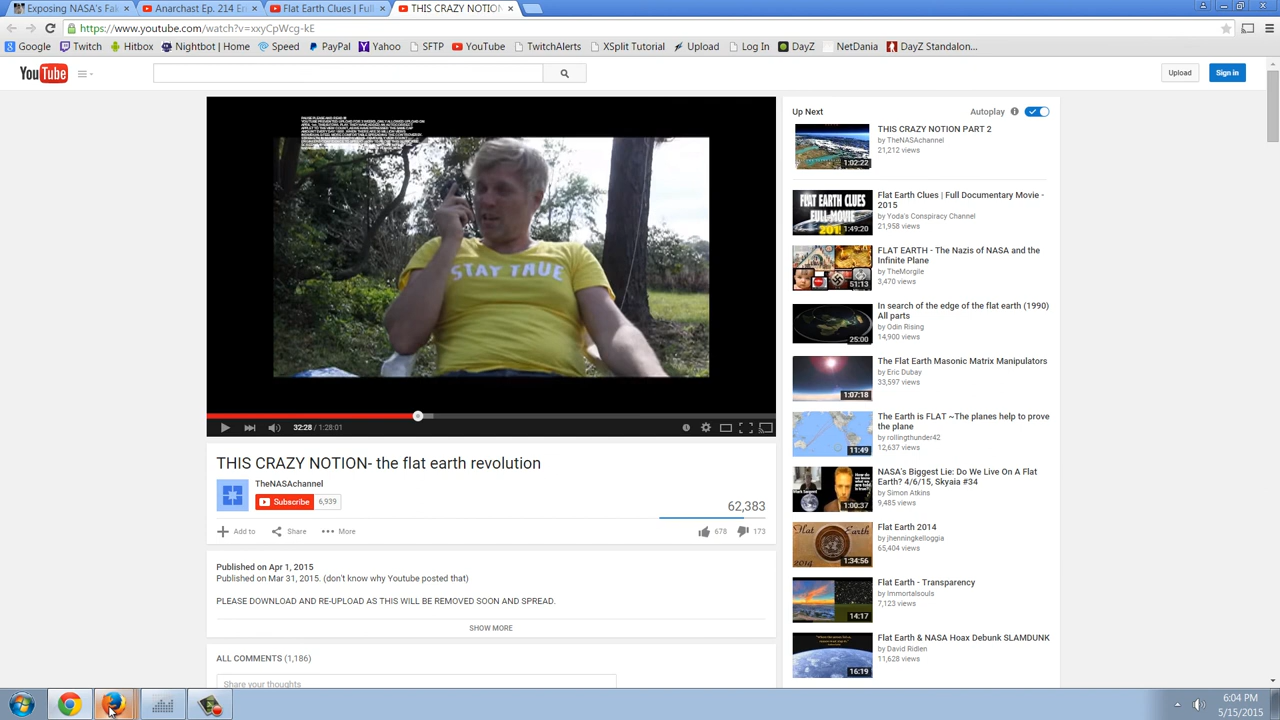 Exposing NASA's Fak
Anarchast Ep. 214 Eri
Flat Earth Clues | Full
THIS CRAZY NOTION-
https://www.youtube.com/watch?v=xxyCpWcg-kE
Google Twitch Hitbox Nightbot | Home Speed PayPal Yahoo SFTP YouTube TwitchAlerts XSplit Tutorial Upload Log In DayZ NetDania DayZ Standalon...
YouTube
Upload
Sign in
STAY TRUE
32:28 / 1:28:01
THIS CRAZY NOTION- the flat earth revolution
TheNASAchannel
Subscribe 6,939
62,383
Add to Share More
678 173
Published on Apr 1, 2015
Published on Mar 31, 2015. (don't know why Youtube posted that)
PLEASE DOWNLOAD AND RE-UPLOAD AS THIS WILL BE REMOVED SOON AND SPREAD.
SHOW MORE
ALL COMMENTS (1,186)
Share your thoughts
Up Next
Autoplay
THIS CRAZY NOTION PART 2
by TheNASAchannel
21,212 views
1:02:22
Flat Earth Clues | Full Documentary Movie -
2015
by Yoda's Conspiracy Channel
21,958 views
FLAT EARTH CLUES
FULL MOVIE
1:49:20
FLAT EARTH - The Nazis of NASA and the
Infinite Plane
by TheMorgile
3,470 views
51:13
In search of the edge of the flat earth (1990)
All parts
by Odin Rising
14,900 views
25:00
The Flat Earth Masonic Matrix Manipulators
by Eric Dubay
33,597 views
1:07:18
The Earth is FLAT ~The planes help to prove
the plane
by rollingthunder42
12,637 views
11:49
NASA's Biggest Lie: Do We Live On A Flat
Earth? 4/6/15, Skyaia #34
by Simon Atkins
9,485 views
1:00:37
Flat Earth 2014
by jhenningkelloggia
65,404 views
Flat Earth
2014
1:34:56
Flat Earth - Transparency
by Immortalsouls
7,123 views
14:17
Flat Earth & NASA Hoax Debunk SLAMDUNK
by David Ridlen
11,628 views
16:19
6:04 PM
5/15/2015